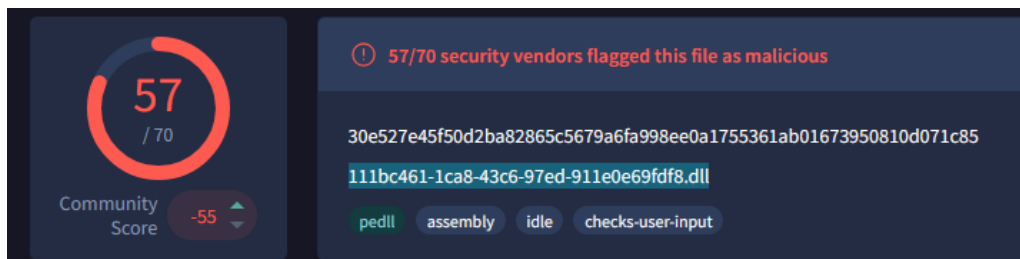 57
/ 70
Community
Score
-55
57/70 security vendors flagged this file as malicious
30e527e45f50d2ba82865c5679a6fa998ee0a1755361ab01673950810d071c85
111bc461-1ca8-43c6-97ed-911e0e69fdf8.dll
pedll assembly idle checks-user-input